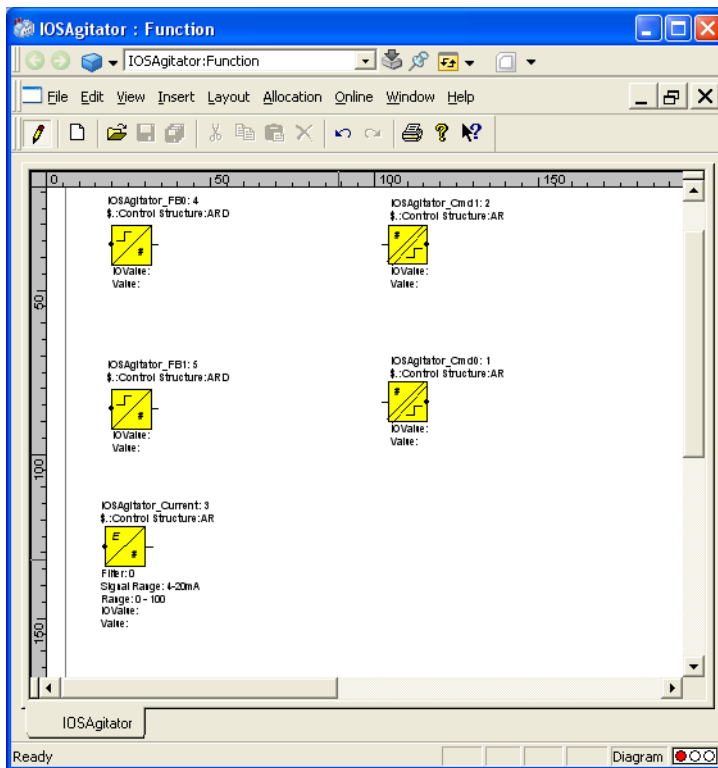 IOSAgitator : Function
IOSAgitator:Function
File Edit View Insert Layout Allocation Online Window Help
0 50 100 150
IOSAgitator_FB0: 4
$.:Control Structure:ARD
#
IOValue:
Value:
IOSAgitator_Cmd1: 2
$.:Control Structure:AR
#
IOValue:
Value:
50
IOSAgitator_FB1: 5
$.:Control Structure:ARD
#
IOValue:
Value:
IOSAgitator_Cmd0: 1
$.:Control Structure:AR
#
IOValue:
Value:
100
IOSAgitator_Current: 3
$.:Control Structure:AR
E
#
Filter: 0
Signal Range: 4-20mA
Range: 0 - 100
IOValue:
Value:
150
IOSAgitator
Ready
Diagram